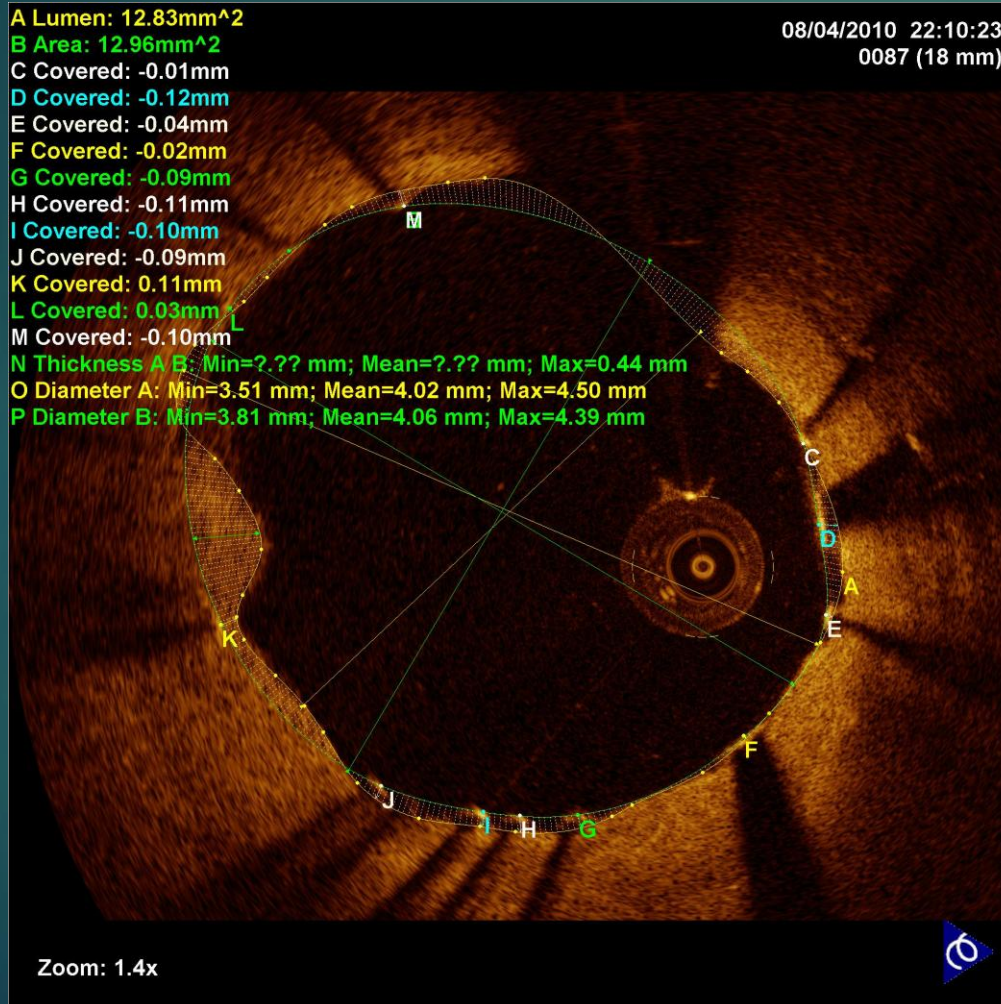 A Lumen: 12.83mm^2
B Area: 12.96mm^2
C Covered: -0.01mm
D Covered: -0.12mm
E Covered: -0.04mm
F Covered: -0.02mm
G Covered: -0.09mm
H Covered: -0.11mm
I Covered: -0.10mm
J Covered: -0.09mm
K Covered: 0.11mm
L Covered: 0.03mm
M Covered: -0.10mm
N Thickness A B: Min=?.?? mm; Mean=?.?? mm; Max=0.44 mm
O Diameter A: Min=3.51 mm; Mean=4.02 mm; Max=4.50 mm
P Diameter B: Min=3.81 mm; Mean=4.06 mm; Max=4.39 mm
08/04/2010 22:10:23
0087 (18 mm)
M
L
C
D
A
E
K
F
J
I
H
G
Zoom: 1.4x